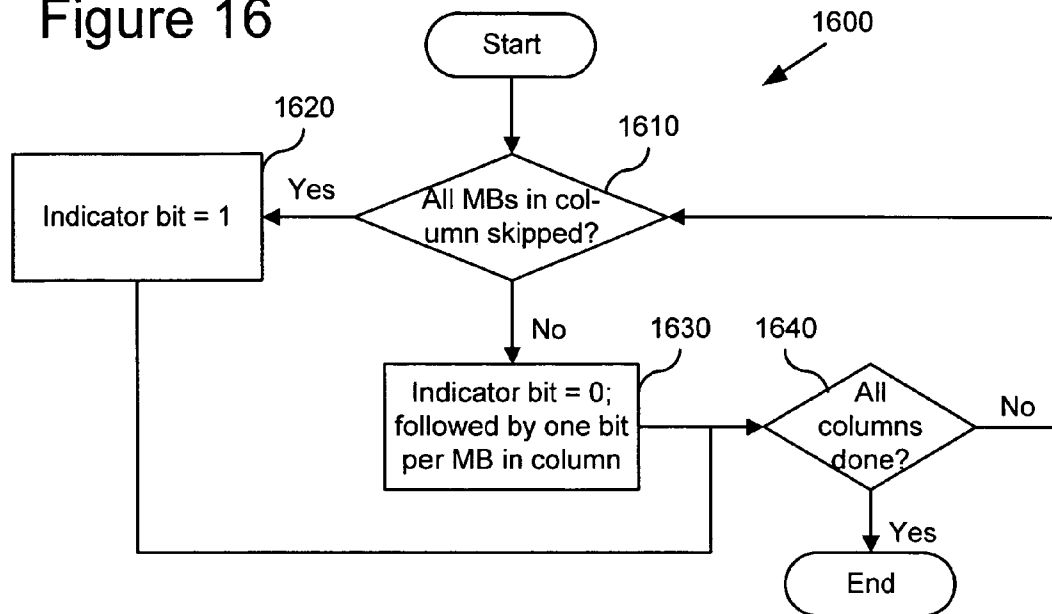 Figure 16
Start
1600
1620
1610
Indicator bit = 1
Yes
All MBs in col-
umn skipped?
No
1630
1640
Indicator bit = 0;
followed by one bit
per MB in column
All
columns
done?
No
Yes
End